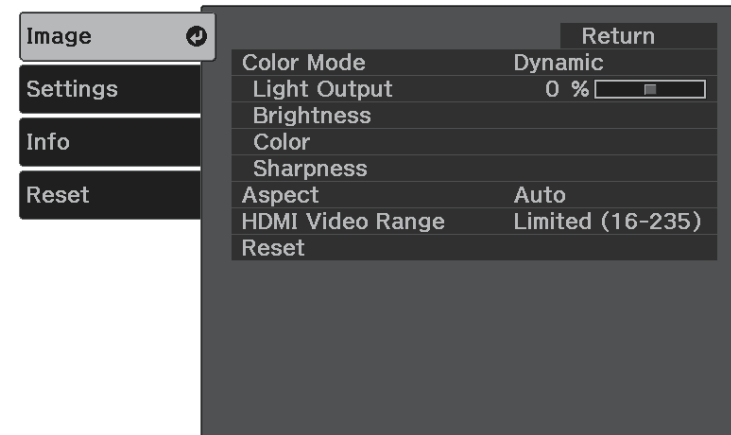 Image
Settings
Info
Reset
Return
Color Mode Dynamic
Light Output 0 %
Brightness
Color
Sharpness
Aspect Auto
HDMI Video Range Limited (16-235)
Reset